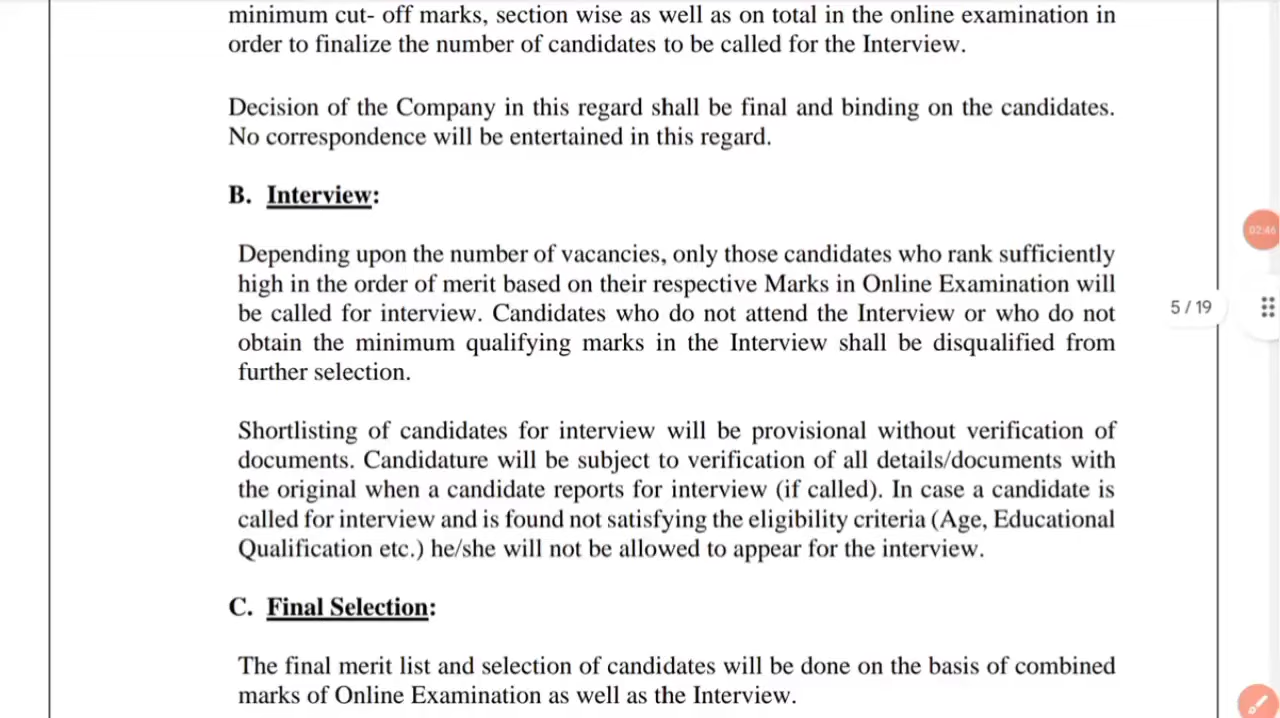 minimum cut- off marks, section wise as well as on total in the online examination in
order to finalize the number of candidates to be called for the Interview.
Decision of the Company in this regard shall be final and binding on the candidates.
No correspondence will be entertained in this regard.
B. Interview:
Depending upon the number of vacancies, only those candidates who rank sufficiently
high in the order of merit based on their respective Marks in Online Examination will
be called for interview. Candidates who do not attend the Interview or who do not
obtain the minimum qualifying marks in the Interview shall be disqualified from
further selection.
Shortlisting of candidates for interview will be provisional without verification of
documents. Candidature will be subject to verification of all details/documents with
the original when a candidate reports for interview (if called). In case a candidate is
called for interview and is found not satisfying the eligibility criteria (Age, Educational
Qualification etc.) he/she will not be allowed to appear for the interview.
C. Final Selection:
The final merit list and selection of candidates will be done on the basis of combined
marks of Online Examination as well as the Interview.
02:46
5 / 19